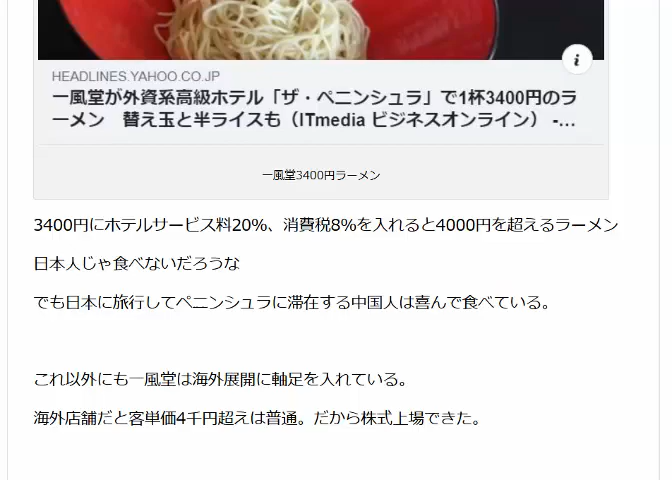 HEADLINES.YAHOO.CO.JP
一風堂が外資系高級ホテル「ザ・ペニンシュラ」で1杯3400円のラ
ーメン　替え玉と半ライスも（ITmedia ビジネスオンライン） -...
一風堂3400円ラーメン
3400円にホテルサービス料20%、消費税8%を入れると4000円を超えるラーメン
日本人じゃ食べないだろうな
でも日本に旅行してペニンシュラに滞在する中国人は喜んで食べている。
これ以外にも一風堂は海外展開に軸足を入れている。
海外店舗だと客単価4千円超えは普通。だから株式上場できた。